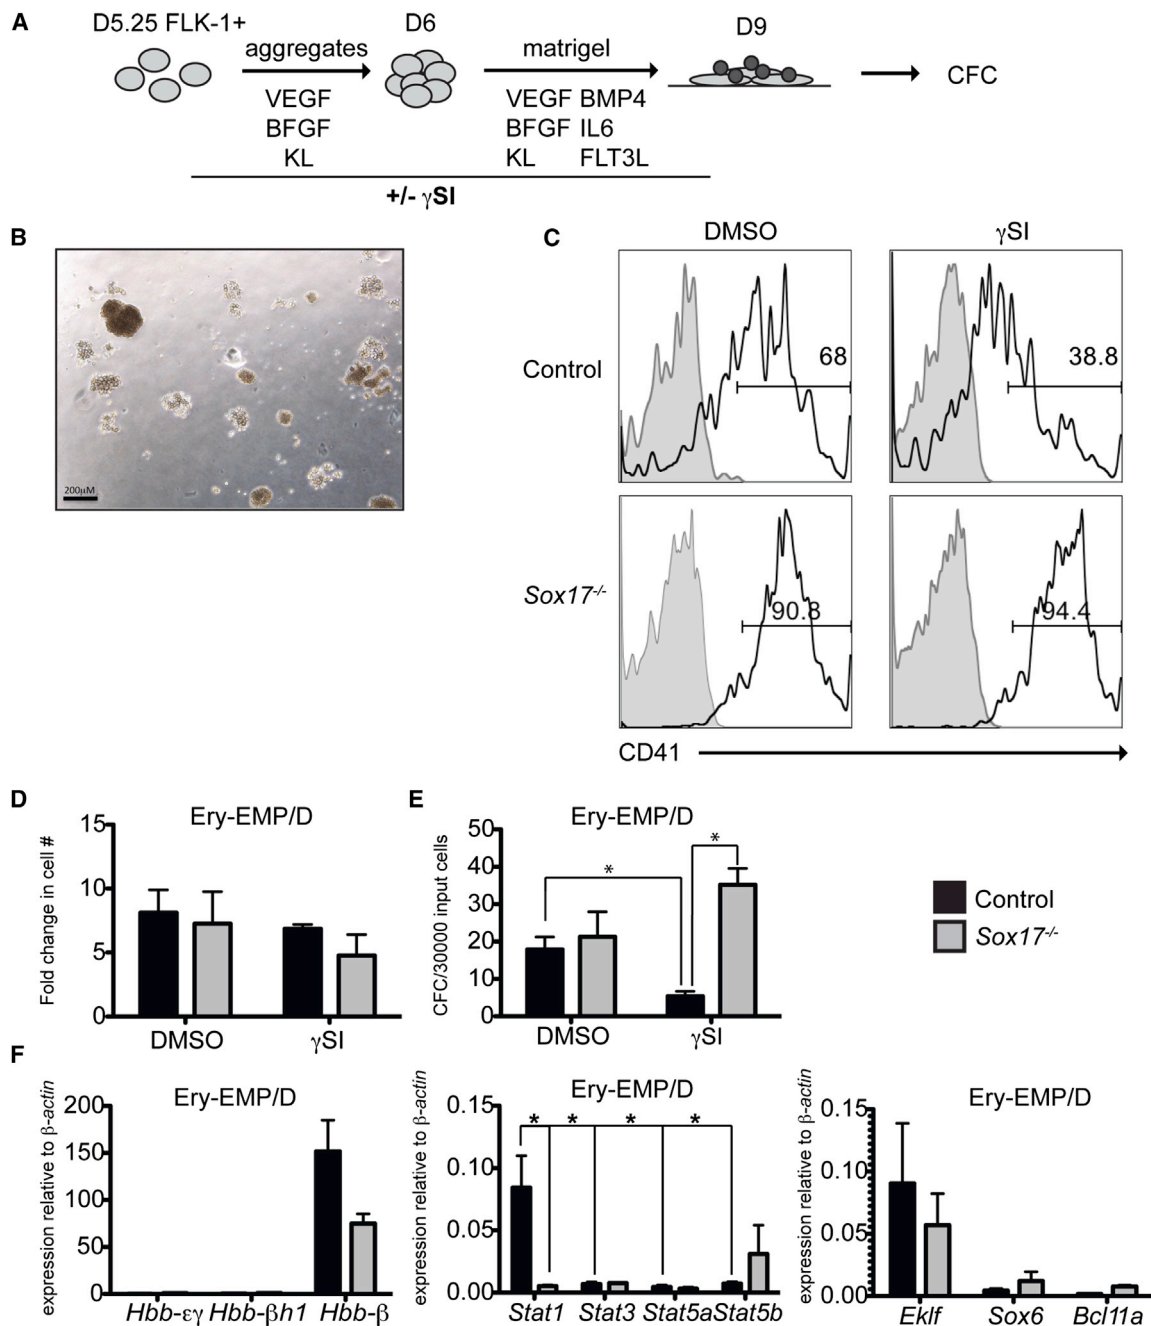 A
D5.25 FLK-1+
D6
D9
aggregates
matrigel
CFC
VEGF
BFGF
KL
VEGF BMP4
BFGF IL6
KL FLT3L
+/- γSI
B
200μM
C
DMSO
γSI
Control
68
38.8
Sox17-/-
90.8
94.4
CD41
D
Ery-EMP/D
Fold change in cell #
15
10
5
0
DMSO
γSI
E
Ery-EMP/D
CFC/30000 input cells
50
40
30
20
10
0
*
*
DMSO
γSI
Control
Sox17-/-
F
Ery-EMP/D
expression relative to β-actin
200
150
100
50
0
Hbb-εγ Hbb-βh1 Hbb-β
Ery-EMP/D
expression relative to β-actin
0.15
0.10
0.05
0.00
* * * *
Stat1 Stat3 Stat5a Stat5b
Ery-EMP/D
expression relative to β-actin
0.15
0.10
0.05
0.00
Eklf Sox6 Bcl11a